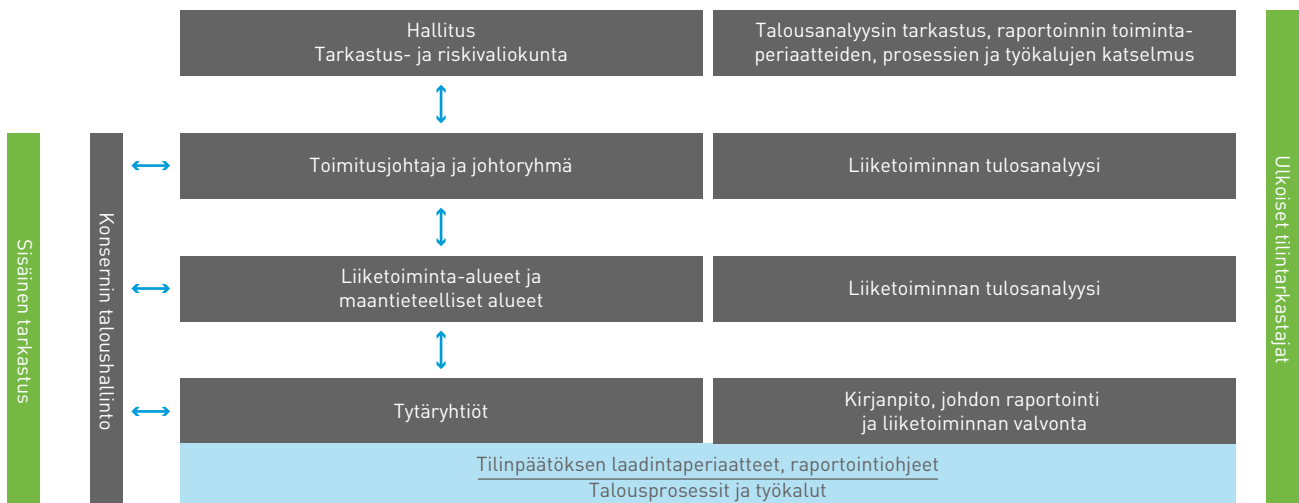 Hallitus
Tarkastus- ja riskivaliokunta
Talousanalyysin tarkastus, raportoinnin toiminta-
periaatteiden, prosessien ja työkalujen katselmus
Sisäinen tarkastus
Konsernin taloushallinto
Toimitusjohtaja ja johtoryhmä
Liiketoiminnan tulosanalyysi
Liiketoiminta-alueet ja
maantieteelliset alueet
Liiketoiminnan tulosanalyysi
Tytäryhtiöt
Kirjanpito, johdon raportointi
ja liiketoiminnan valvonta
Tilinpäätöksen laadintaperiaatteet, raportointiohjeet
Talousprosessit ja työkalut
Ulkoiset tilintarkastajat